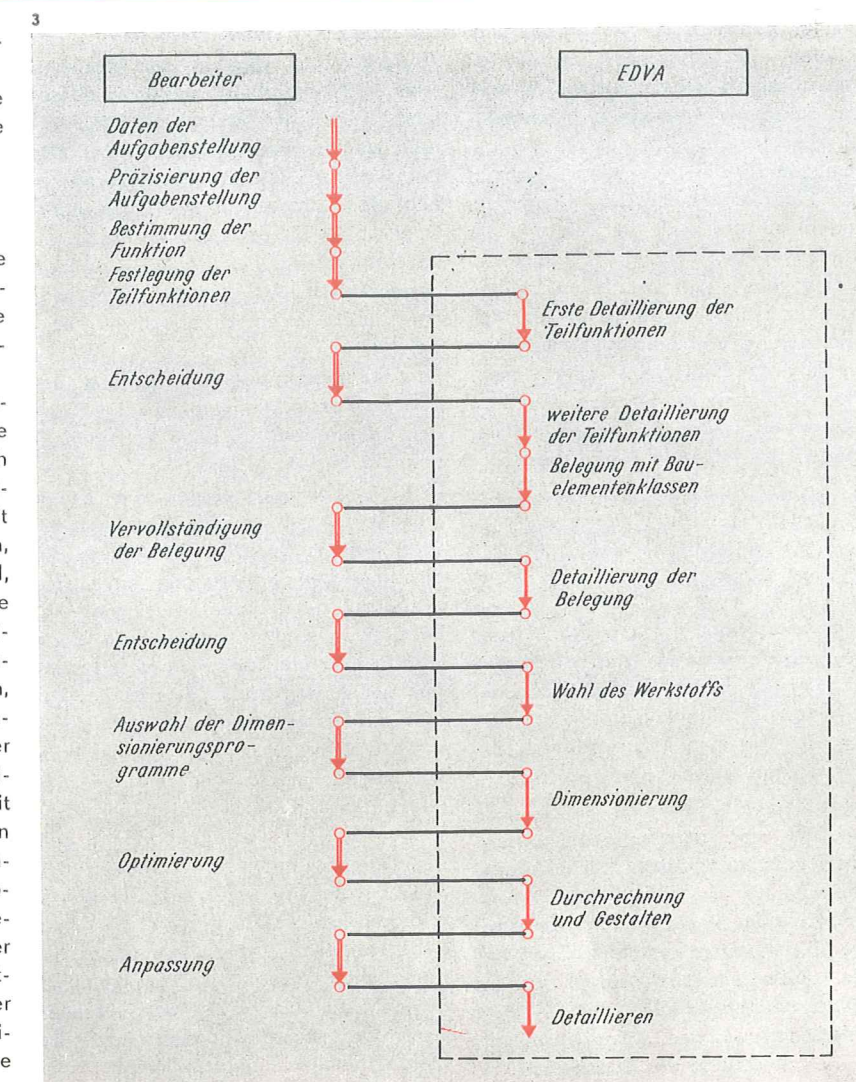 3
Bearbeiter
EDVA
Daten der
Aufgabenstellung
Präzisierung der
Aufgabenstellung
Bestimmung der
Funktion
Festlegung der
Teilfunktionen
Erste Detaillierung der
Teilfunktionen
Entscheidung
weitere Detaillierung
der Teilfunktionen
Belegung mit Bau-
elementenklassen
Vervollständigung
der Belegung
Detaillierung der
Belegung
Entscheidung
Wahl des Werkstoffs
Auswahl der Dimen-
sionierungspro-
gramme
Dimensionierung
Optimierung
Durchrechnung
und Gestalten
Anpassung
Detaillieren